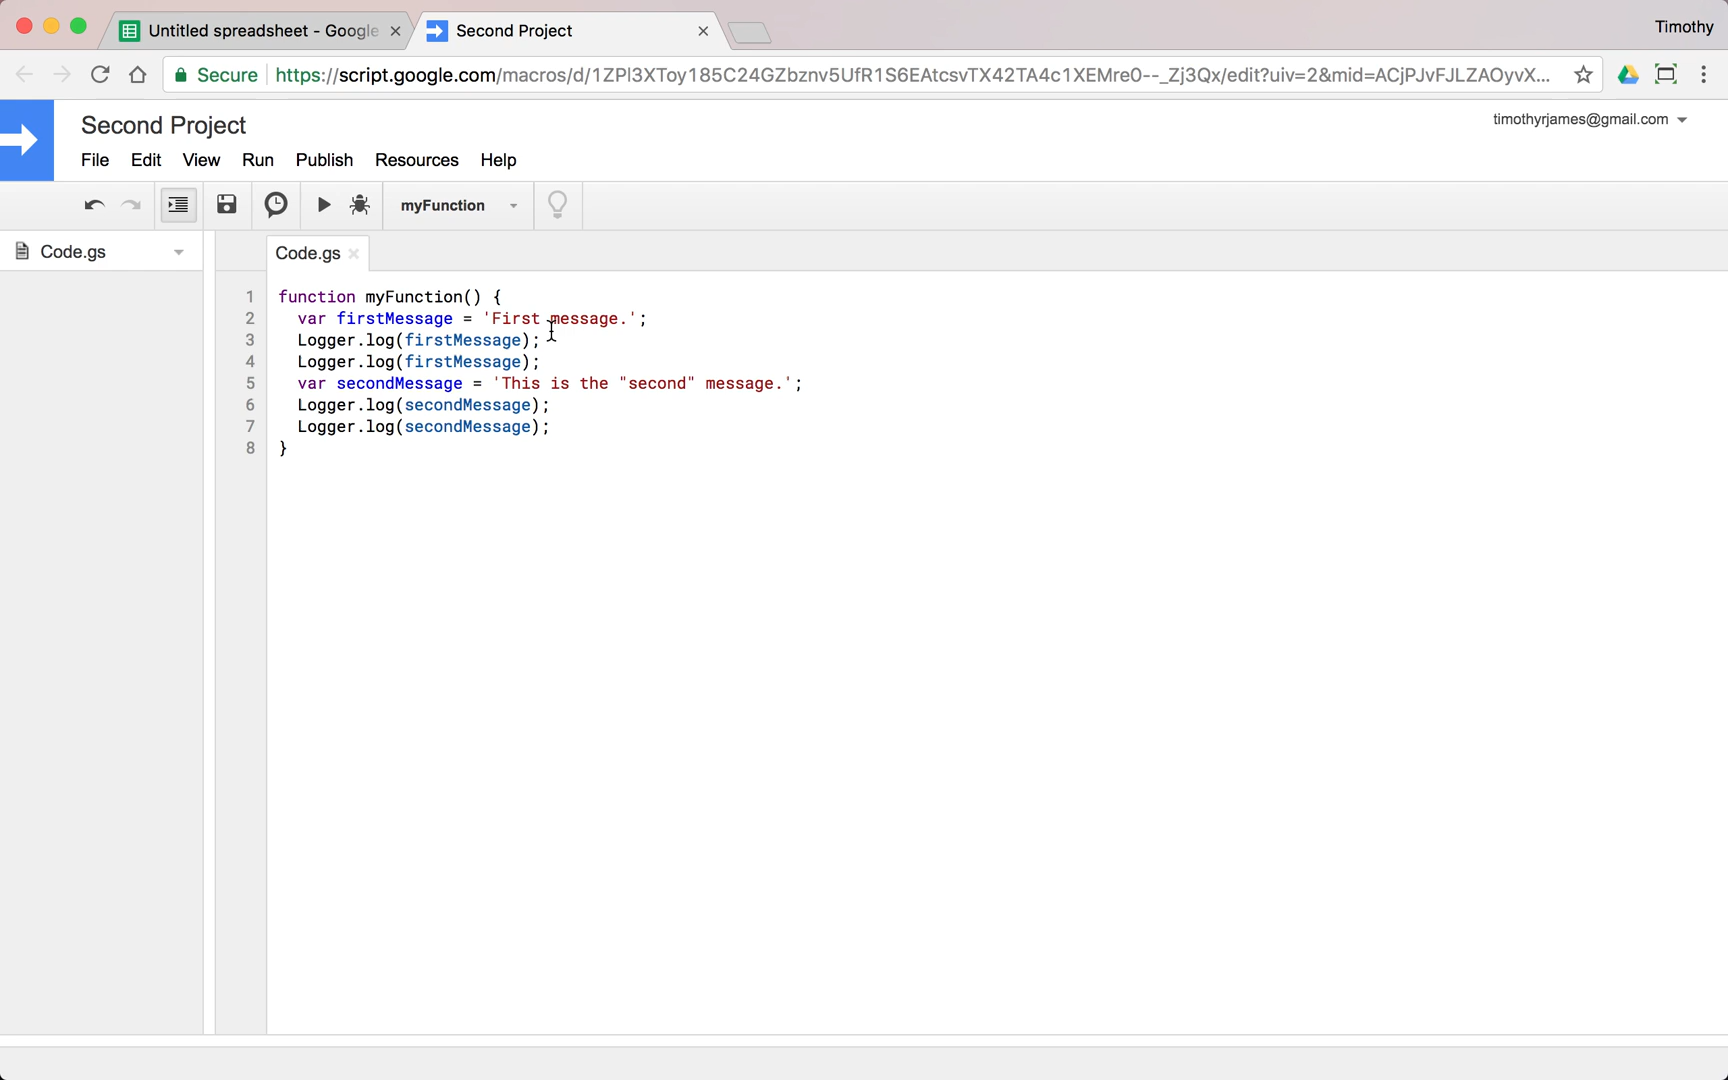 Untitled spreadsheet - Google
Second Project
Timothy
Secure
https://script.google.com/macros/d/1ZPl3XToy185C24GZbznv5UfR1S6EAtcsvTX42TA4c1XEMre0--_Zj3Qx/edit?uiv=2&mid=ACjPJvFJLZAOyvX...
Second Project
timothyrjames@gmail.com
File Edit View Run Publish Resources Help
myFunction
Code.gs
Code.gs
1 function myFunction() {
2 var firstMessage = 'First message.';
3 Logger.log(firstMessage);
4 Logger.log(firstMessage);
5 var secondMessage = 'This is the "second" message.';
6 Logger.log(secondMessage);
7 Logger.log(secondMessage);
8 }